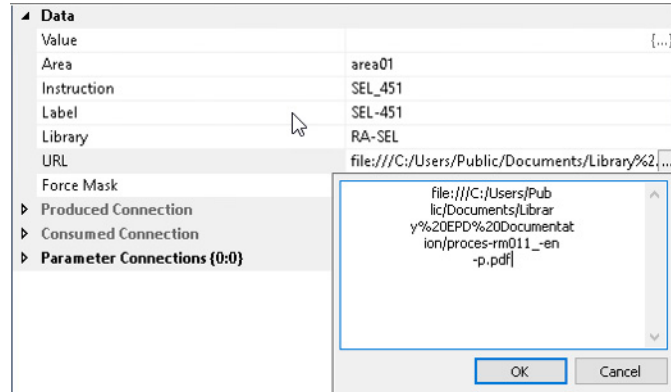 Data
Value {...}
Area area01
Instruction SEL_451
Label SEL-451
Library RA-SEL
URL file:///C:/Users/Public/Documents/Library%2. ...
Force Mask
file:///C:/Users/Pub
lic/Documents/Librar
y%20EPD%20Documentat
ion/proces-rm011_-en
-p.pdf
Produced Connection
Consumed Connection
Parameter Connections {0:0}
OK Cancel